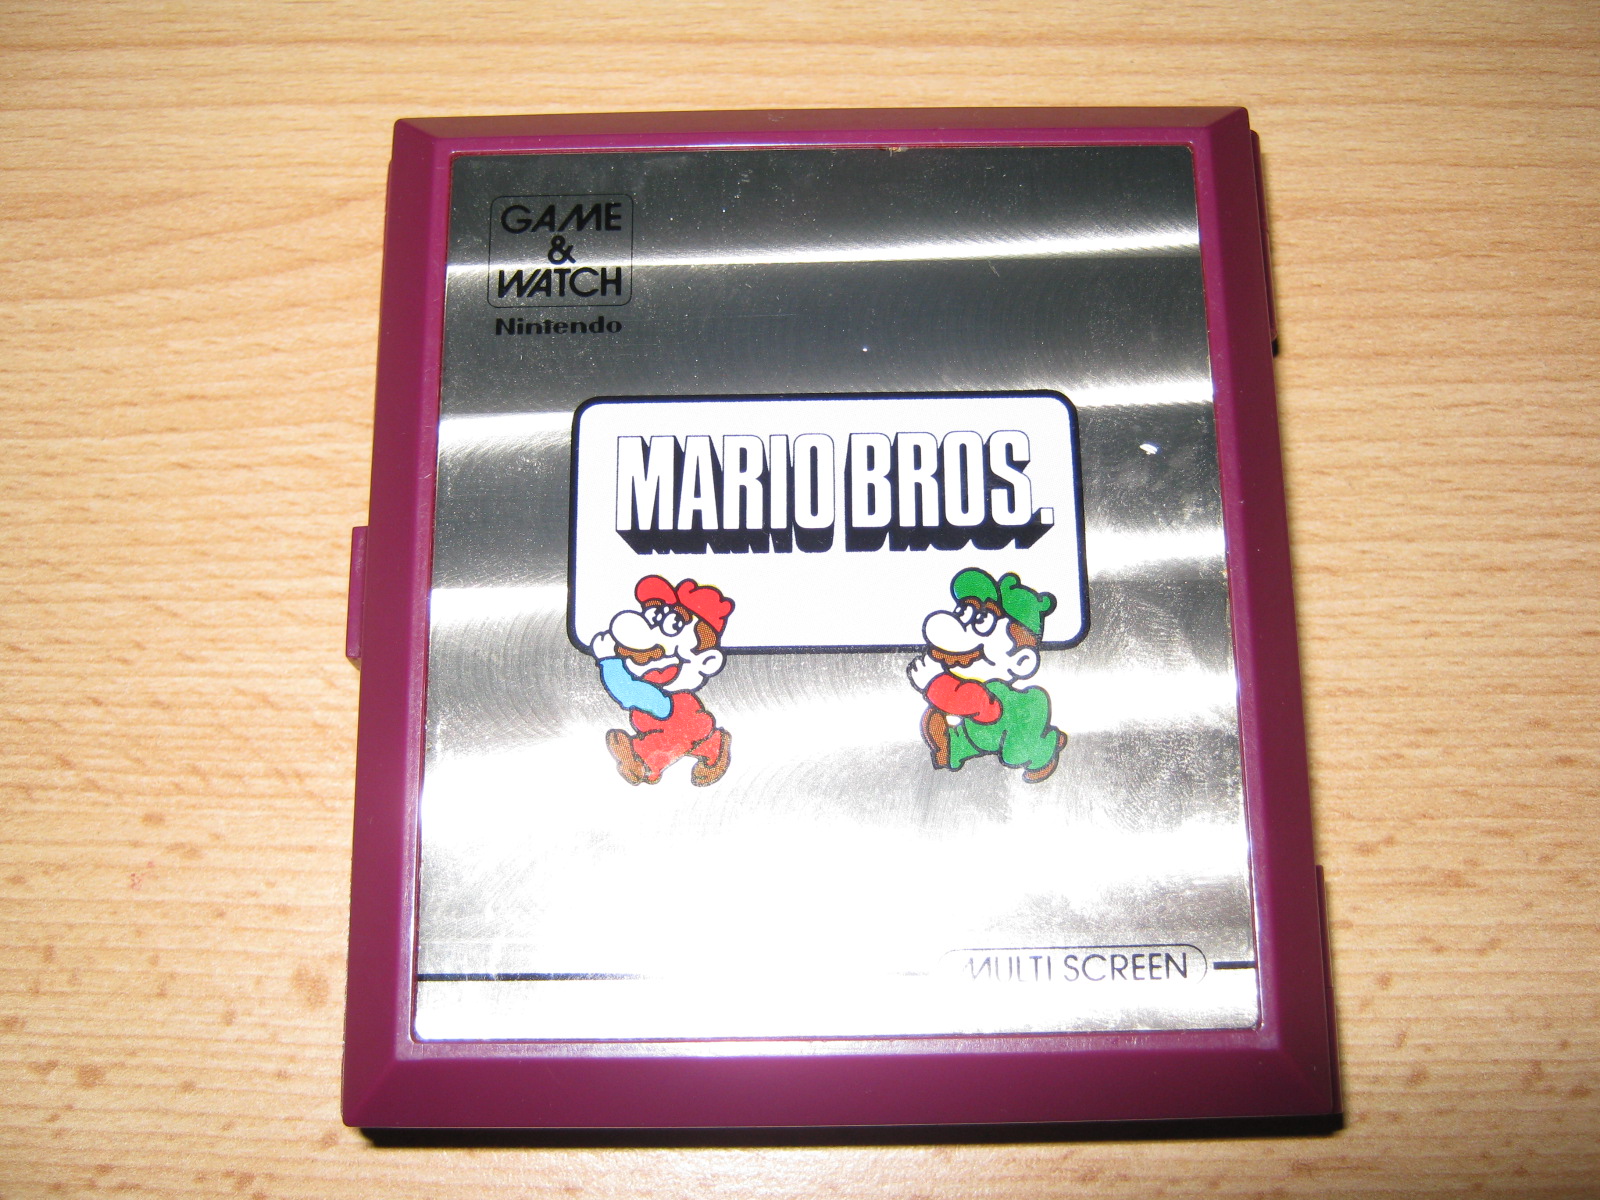 GAME
&
WATCH
Nintendo
MARIO BROS.
MULTI SCREEN